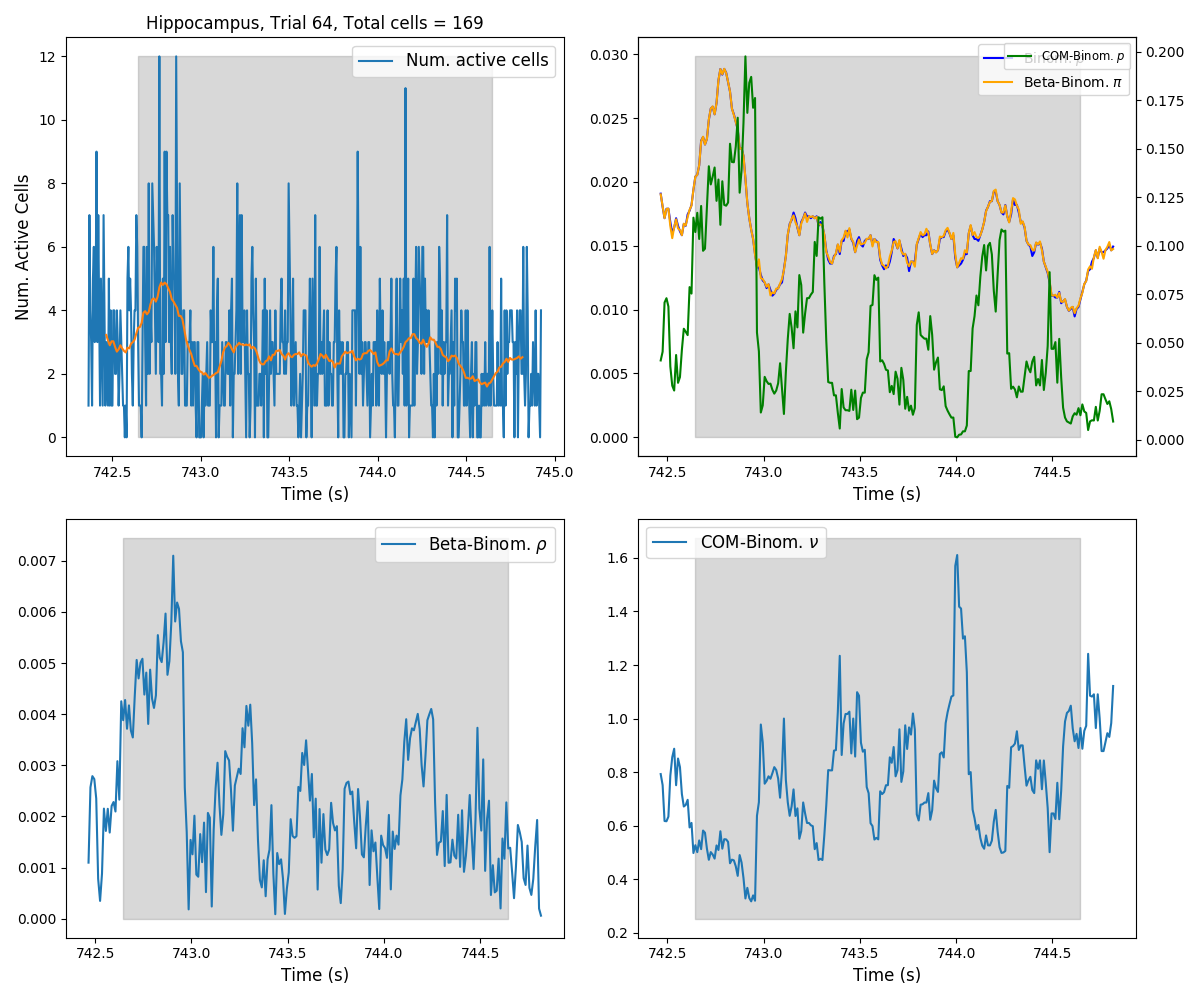 Hippocampus, Trial 64, Total cells = 169
Num. active cells
12
10
8
6
4
2
0
Num. Active Cells
742.5 743.0 743.5 744.0 744.5 745.0
Time (s)
COM-Binom. p
Binom. p
Beta-Binom. π
0.030
0.025
0.020
0.015
0.010
0.005
0.000
0.200
0.175
0.150
0.125
0.100
0.075
0.050
0.025
0.000
742.5 743.0 743.5 744.0 744.5
Time (s)
Beta-Binom. ρ
0.007
0.006
0.005
0.004
0.003
0.002
0.001
0.000
742.5 743.0 743.5 744.0 744.5
Time (s)
COM-Binom. ν
1.6
1.4
1.2
1.0
0.8
0.6
0.4
0.2
742.5 743.0 743.5 744.0 744.5
Time (s)